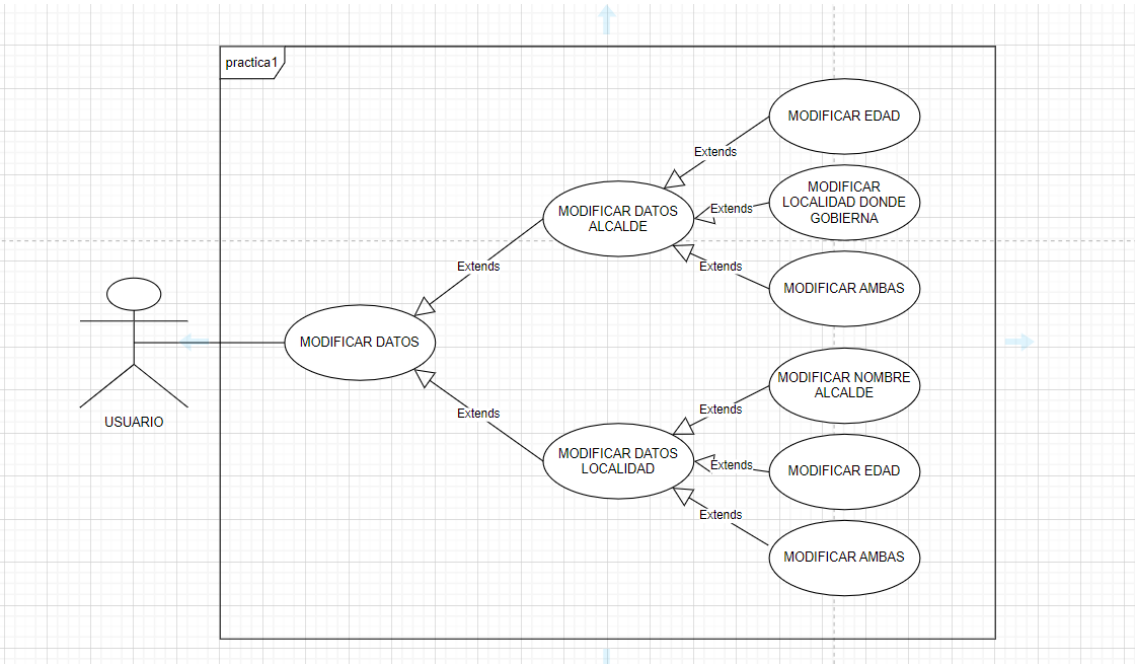 practica1
MODIFICAR EDAD
Extends
MODIFICAR
LOCALIDAD DONDE
GOBIERNA
Extends
MODIFICAR DATOS
ALCALDE
Extends
Extends
MODIFICAR AMBAS
MODIFICAR DATOS
USUARIO
Extends
MODIFICAR NOMBRE
ALCALDE
Extends
MODIFICAR DATOS
LOCALIDAD
Extends
MODIFICAR EDAD
Extends
MODIFICAR AMBAS